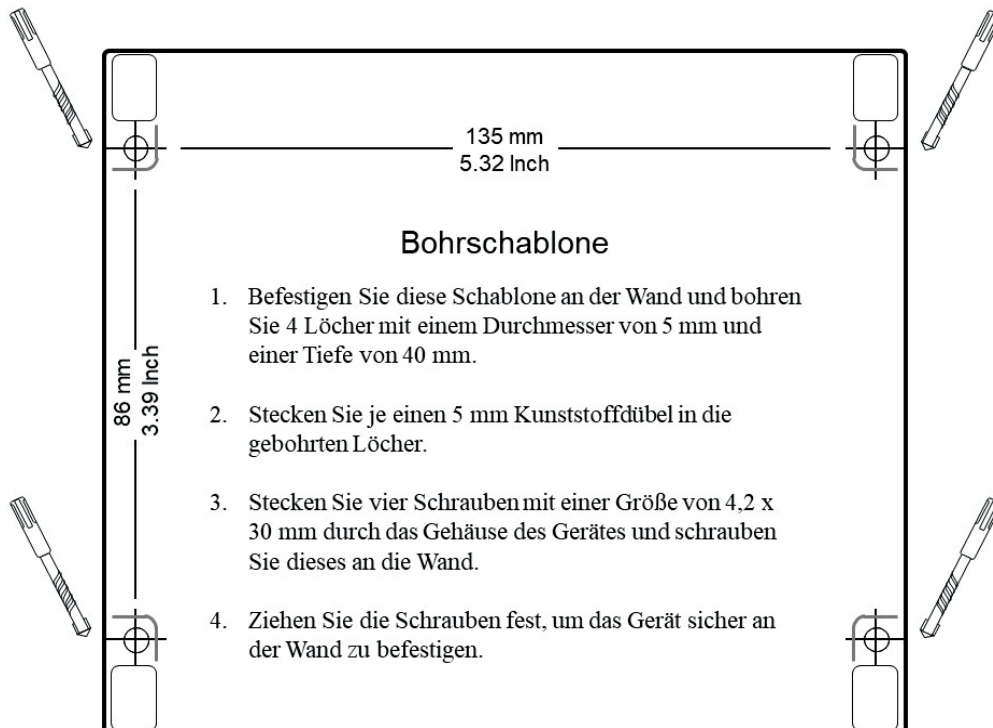 135 mm
5.32 Inch
Bohrschablone
1. Befestigen Sie diese Schablone an der Wand und bohren
Sie 4 Löcher mit einem Durchmesser von 5 mm und
einer Tiefe von 40 mm.
86 mm
3.39 Inch
2. Stecken Sie je einen 5 mm Kunststoffdübel in die
gebohrten Löcher.
3. Stecken Sie vier Schrauben mit einer Größe von 4,2 x
30 mm durch das Gehäuse des Gerätes und schrauben
Sie dieses an die Wand.
4. Ziehen Sie die Schrauben fest, um das Gerät sicher an
der Wand zu befestigen.